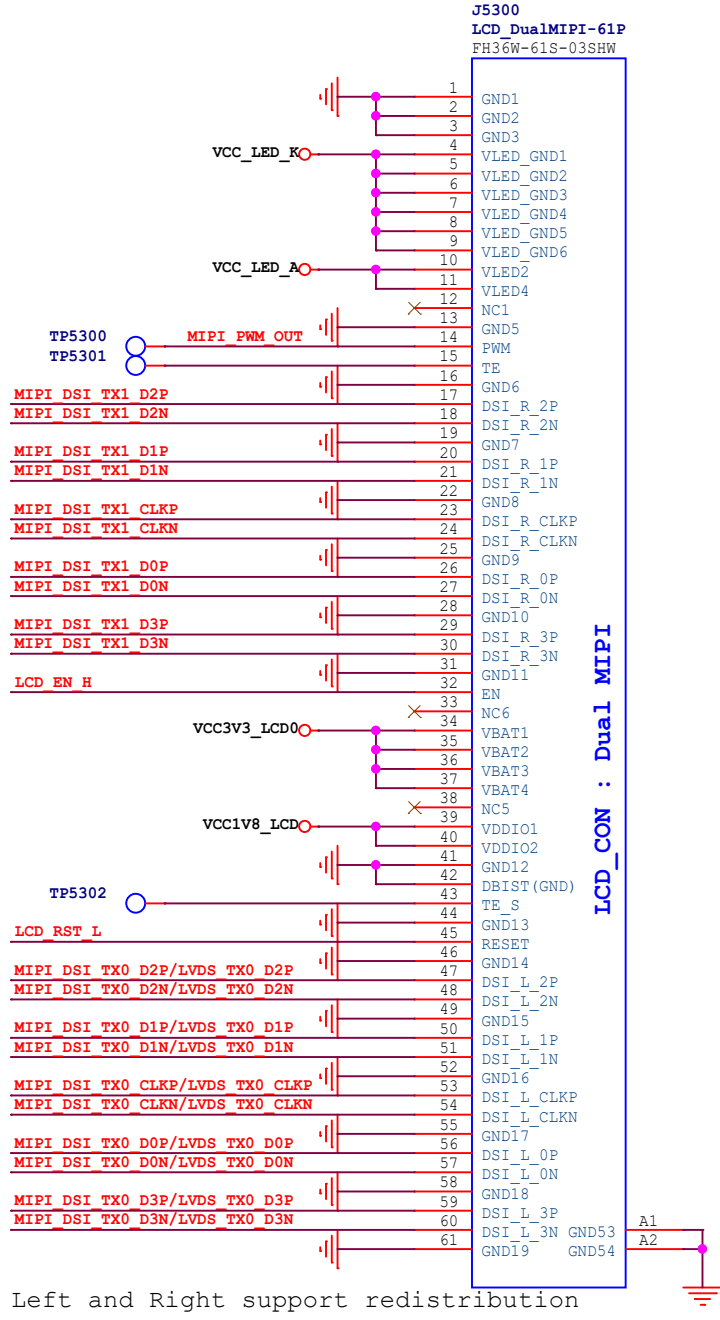 J5300
LCD_DualMIPI-61P
FH36W-61S-03SHW
1 GND1
2 GND2
3 GND3
VCC_LED_K 4 VLED_GND1
5 VLED_GND2
6 VLED_GND3
7 VLED_GND4
8 VLED_GND5
9 VLED_GND6
VCC_LED_A 10 VLED2
11 VLED4
12 NC1
13 GND5
TP5300 MIPI_PWM_OUT 14 PWM
TP5301 15 TE
16 GND6
MIPI_DSI_TX1_D2P 17 DSI_R_2P
MIPI_DSI_TX1_D2N 18 DSI_R_2N
19 GND7
MIPI_DSI_TX1_D1P 20 DSI_R_1P
MIPI_DSI_TX1_D1N 21 DSI_R_1N
22 GND8
MIPI_DSI_TX1_CLKP 23 DSI_R_CLKP
MIPI_DSI_TX1_CLKN 24 DSI_R_CLKN
25 GND9
MIPI_DSI_TX1_D0P 26 DSI_R_0P
MIPI_DSI_TX1_D0N 27 DSI_R_0N
28 GND10
MIPI_DSI_TX1_D3P 29 DSI_R_3P
MIPI_DSI_TX1_D3N 30 DSI_R_3N
31 GND11
LCD_EN_H 32 EN
33 NC6
VCC3V3_LCD0 34 VBAT1
35 VBAT2
36 VBAT3
37 VBAT4
38 NC5
VCC1V8_LCD 39 VDDIO1
40 VDDIO2
41 GND12
42 DBIST(GND)
TP5302 43 TE_S
44 GND13
LCD_RST_L 45 RESET
46 GND14
MIPI_DSI_TX0_D2P/LVDS_TX0_D2P 47 DSI_L_2P
MIPI_DSI_TX0_D2N/LVDS_TX0_D2N 48 DSI_L_2N
49 GND15
MIPI_DSI_TX0_D1P/LVDS_TX0_D1P 50 DSI_L_1P
MIPI_DSI_TX0_D1N/LVDS_TX0_D1N 51 DSI_L_1N
52 GND16
MIPI_DSI_TX0_CLKP/LVDS_TX0_CLKP 53 DSI_L_CLKP
MIPI_DSI_TX0_CLKN/LVDS_TX0_CLKN 54 DSI_L_CLKN
55 GND17
MIPI_DSI_TX0_D0P/LVDS_TX0_D0P 56 DSI_L_0P
MIPI_DSI_TX0_D0N/LVDS_TX0_D0N 57 DSI_L_0N
58 GND18
MIPI_DSI_TX0_D3P/LVDS_TX0_D3P 59 DSI_L_3P
MIPI_DSI_TX0_D3N/LVDS_TX0_D3N 60 DSI_L_3N GND53 A1
61 GND19 GND54 A2
LCD_CON : Dual MIPI
Left and Right support redistribution